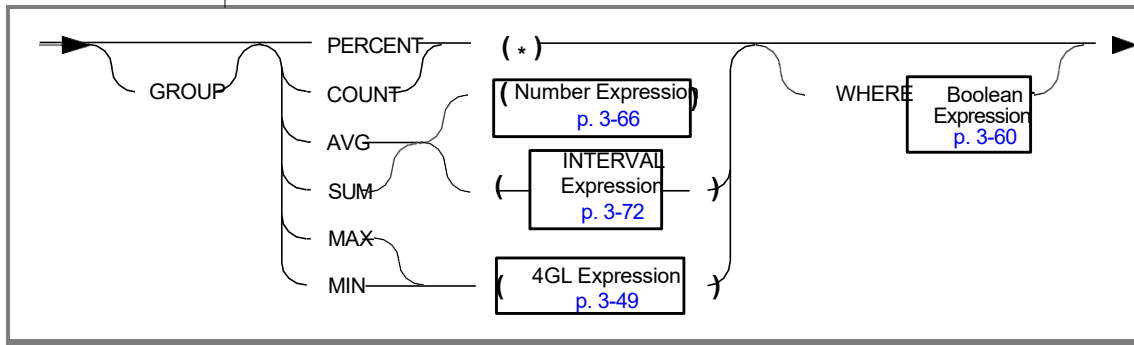 PERCENT ( * )
GROUP COUNT ( Number Expression ) WHERE Boolean
p. 3-66 Expression
AVG p. 3-60
INTERVAL
SUM ( Expression )
p. 3-72
MAX
MIN ( 4GL Expression )
p. 3-49